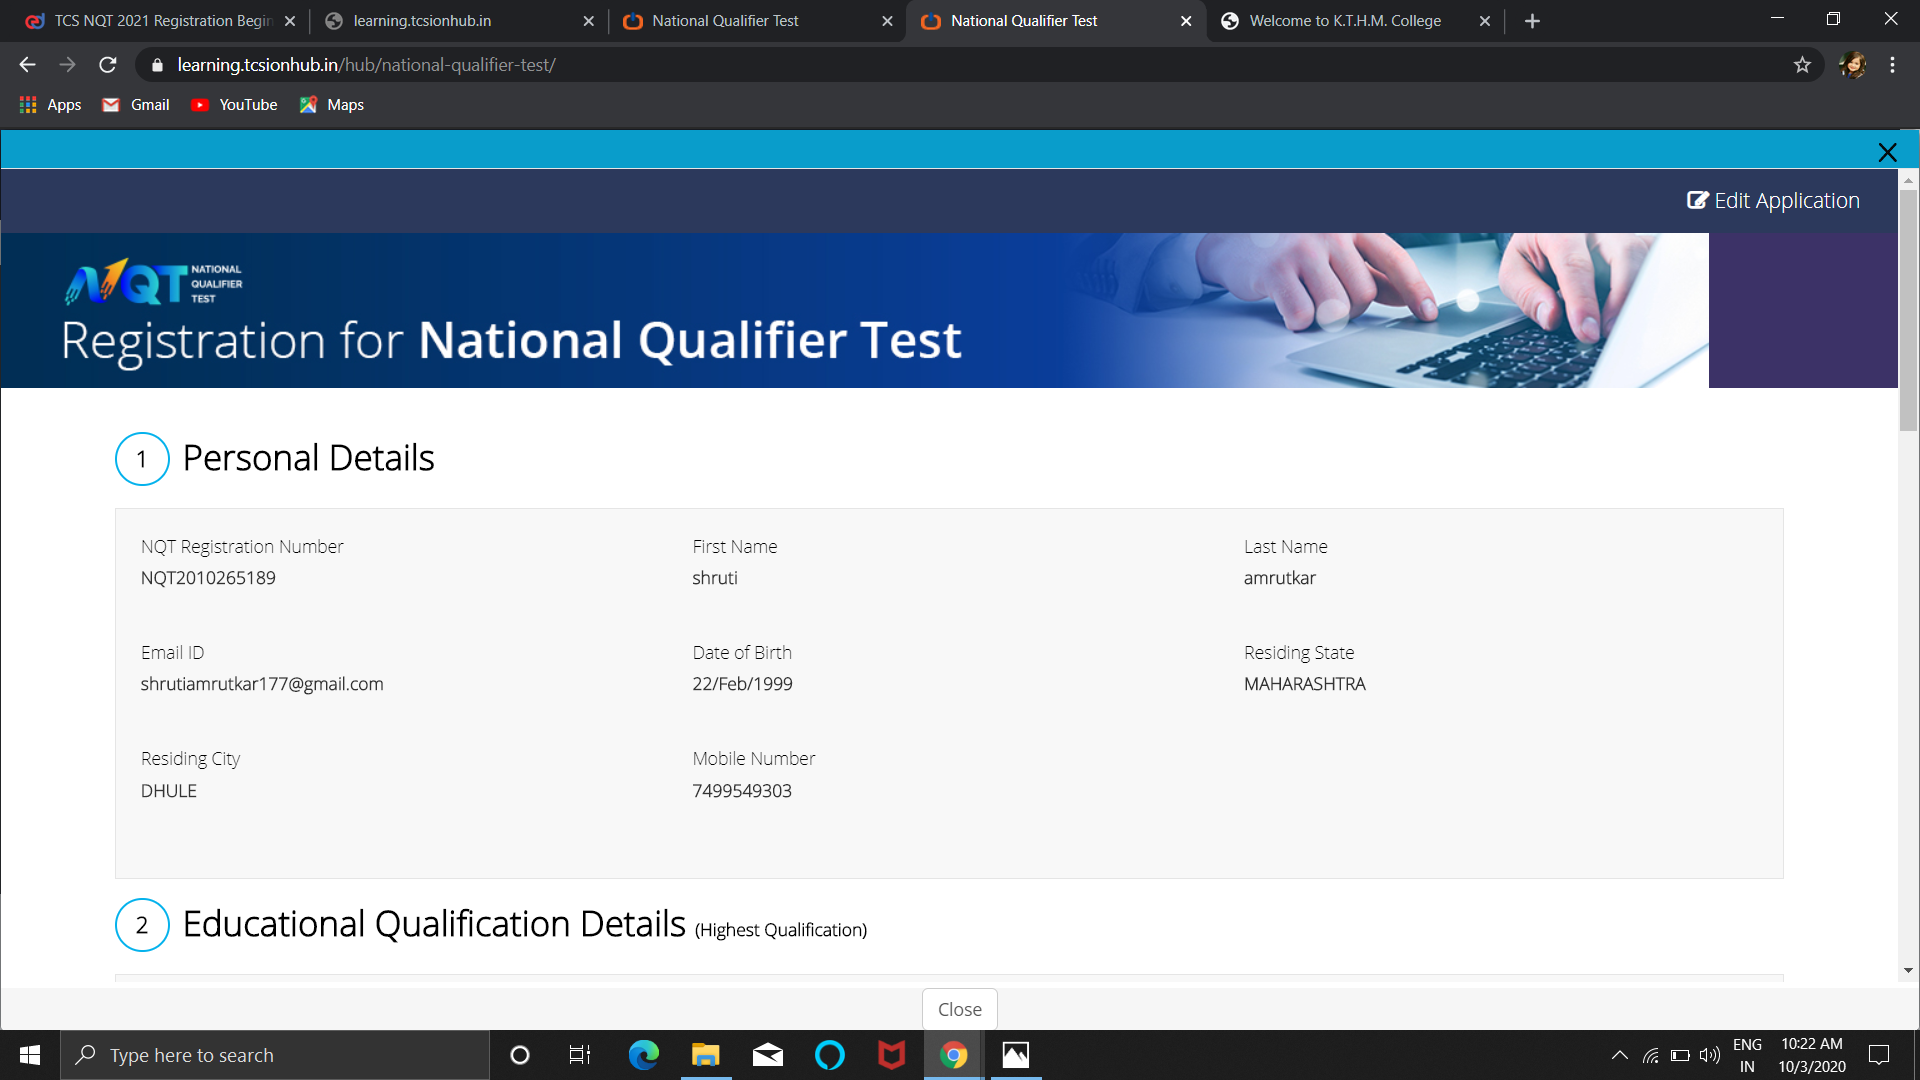 TCS NQT 2021 Registration Begin
learning.tcsionhub.in
National Qualifier Test
National Qualifier Test
Welcome to K.T.H.M. College
learning.tcsionhub.in/hub/national-qualifier-test/
Apps Gmail YouTube Maps
Edit Application
NQT NATIONAL QUALIFIER TEST
Registration for National Qualifier Test
1 Personal Details
NQT Registration Number First Name Last Name
NQT2010265189 shruti amrutkar
Email ID Date of Birth Residing State
shrutiamrutkar177@gmail.com 22/Feb/1999 MAHARASHTRA
Residing City Mobile Number
DHULE 7499549303
2 Educational Qualification Details (Highest Qualification)
Close
Type here to search
ENG 10:22 AM
IN 10/3/2020